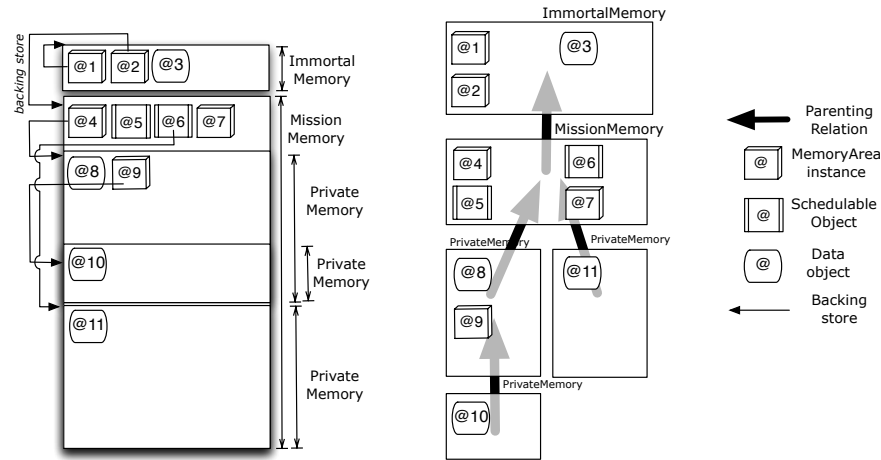 backing store
@1
@2
@3
Immortal
Memory
@4
@5
@6
@7
Mission
Memory
@8
@9
Private
Memory
@10
Private
Memory
@11
Private
Memory
ImmortalMemory
@1
@3
@2
MissionMemory
@4
@6
@5
@7
PrivateMemory
PrivateMemory
@8
@11
@9
PrivateMemory
@10
Parenting
Relation
@
MemoryArea
instance
@
Schedulable
Object
@
Data
object
Backing
store